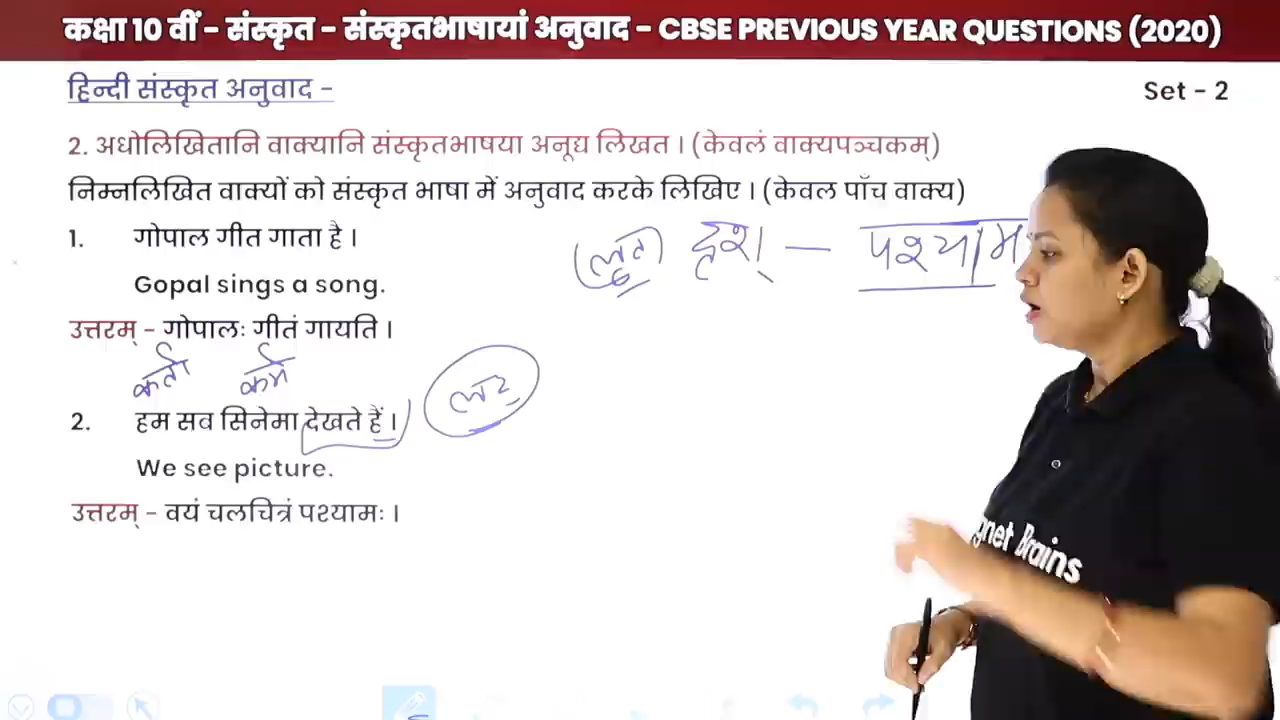 कक्षा 10 वीं - संस्कृत - संस्कृतभाषायां अनुवाद - CBSE PREVIOUS YEAR QUESTIONS (2020)
हिन्दी संस्कृत अनुवाद -
Set - 2
2. अधोलिखितानि वाक्यानि संस्कृतभाषया अनूद्य लिखत । (केवलं वाक्यपञ्चकम्)
निम्नलिखित वाक्यों को संस्कृत भाषा में अनुवाद करके लिखिए । (केवल पाँच वाक्य)
1. गोपाल गीत गाता है ।
दृश् — पश्याम
Gopal sings a song.
उत्तरम् - गोपालः गीतं गायति ।
कर्ता कर्म
लट्
2. हम सब सिनेमा देखते हैं ।
We see picture.
उत्तरम् - वयं चलचित्रं पश्यामः ।
gnet Brains